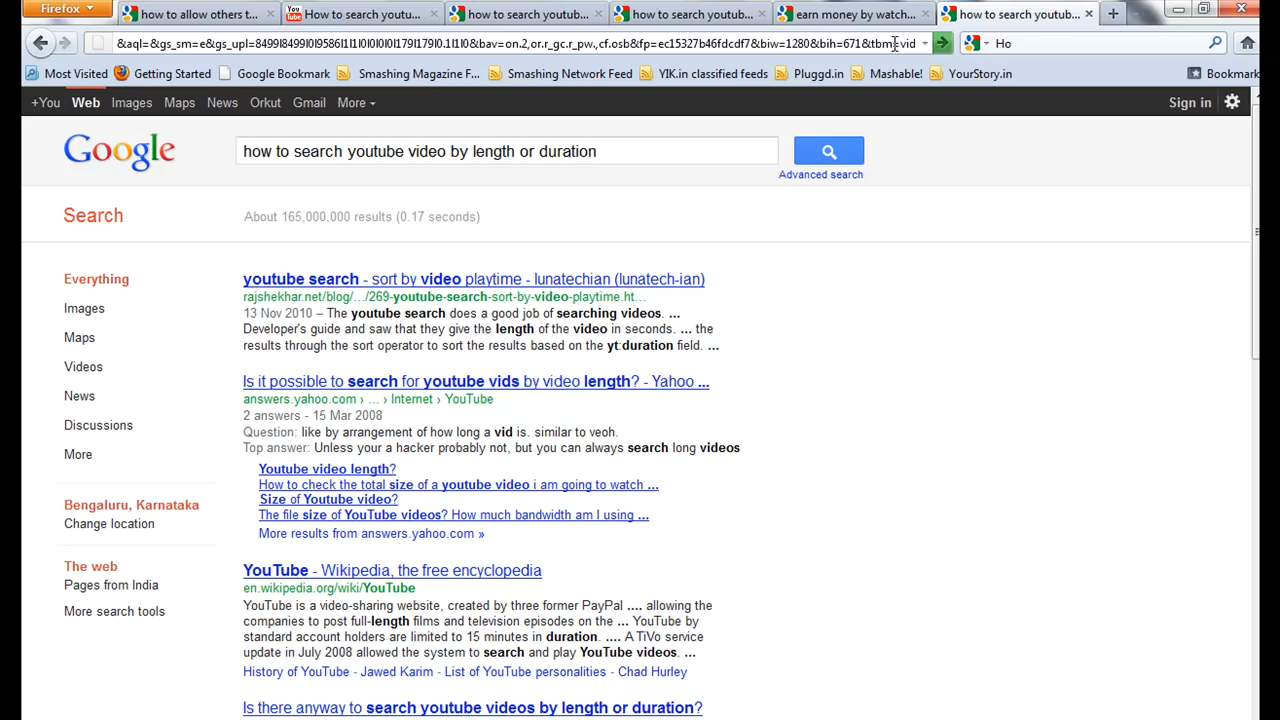 Firefox
how to allow others t...
You Tube How to search youtu...
how to search youtub...
how to search youtub...
earn money by watch...
how to search youtub...
&aql=&gs_sm=e&gs_upl=8499l8499l0l9586l1l1l0l0l0l0l179l179l0.1l1l0&bav=on.2,or.r_gc.r_pw.,cf.osb&fp=ec15327b46fdcdf7&biw=1280&bih=671&tbm=vid
Ho
Most Visited
Getting Started
Google Bookmark
Smashing Magazine F...
Smashing Network Feed
YIK.in classified feeds
Pluggd.in
Mashable!
YourStory.in
Bookmark
+You Web Images Maps News Orkut Gmail More
Sign in
Google
how to search youtube video by length or duration
Advanced search
Search
About 165,000,000 results (0.17 seconds)
Everything
Images
Maps
Videos
News
Discussions
More
Bengaluru, Karnataka
Change location
The web
Pages from India
More search tools
youtube search - sort by video playtime - lunatechian (lunatech-ian)
rajshekhar.net/blog/.../269-youtube-search-sort-by-video-playtime.ht...
13 Nov 2010 – The youtube search does a good job of searching videos. ...
Developer's guide and saw that they give the length of the video in seconds. ... the
results through the sort operator to sort the results based on the yt:duration field. ...
Is it possible to search for youtube vids by video length? - Yahoo ...
answers.yahoo.com › ... › Internet › YouTube
2 answers - 15 Mar 2008
Question: like by arrangement of how long a vid is. similar to veoh.
Top answer: Unless your a hacker probably not, but you can always search long videos
Youtube video length?
How to check the total size of a youtube video i am going to watch ...
Size of Youtube video?
The file size of YouTube videos? How much bandwidth am I using ...
More results from answers.yahoo.com »
YouTube - Wikipedia, the free encyclopedia
en.wikipedia.org/wiki/YouTube
YouTube is a video-sharing website, created by three former PayPal .... allowing the
companies to post full-length films and television episodes on the ... YouTube by
standard account holders are limited to 15 minutes in duration. .... A TiVo service
update in July 2008 allowed the system to search and play YouTube videos. ...
History of YouTube - Jawed Karim - List of YouTube personalities - Chad Hurley
Is there anyway to search youtube videos by length or duration?